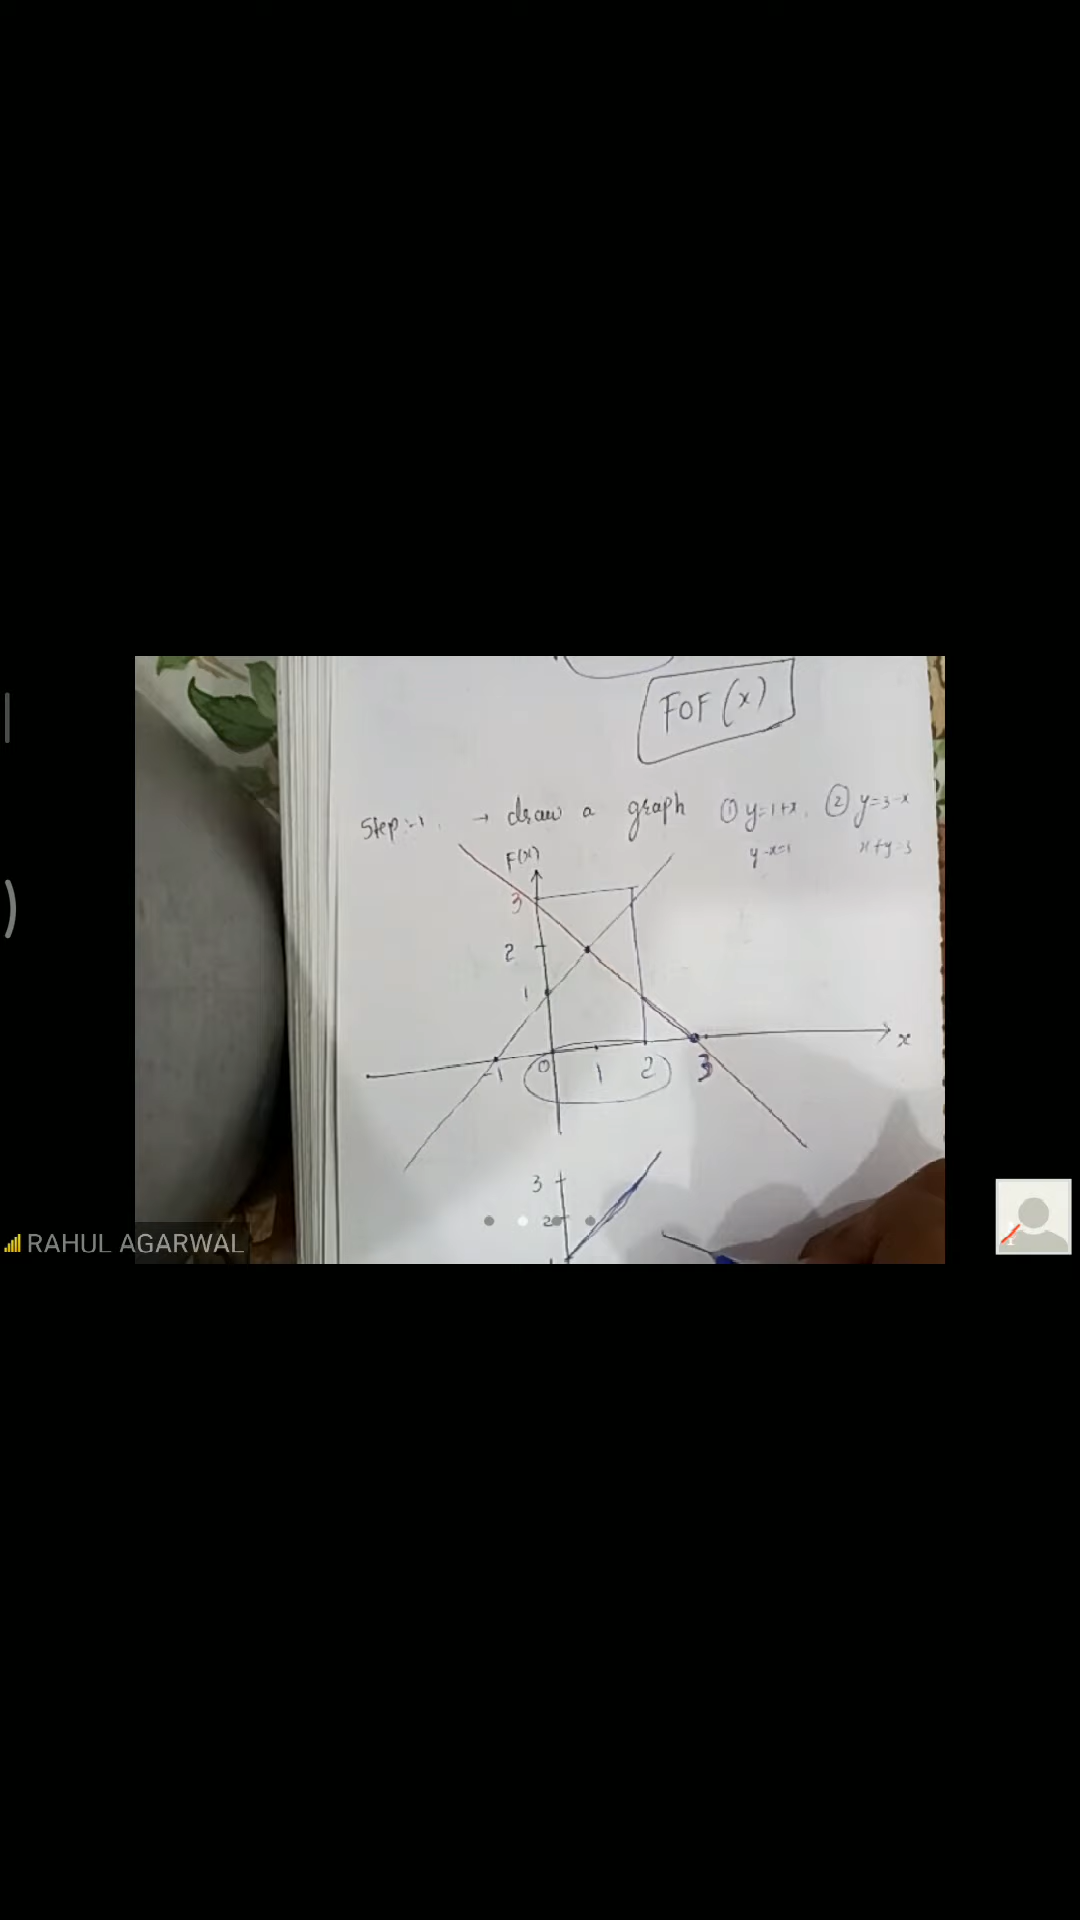 FOF (x)
Step:-1. → draw a graph ① y=1+x, ② y=3-x
y-x=1 x+y=3
F(x)
3
2
1
x
-1 0 1 2 3
3
2
1
RAHUL AGARWAL